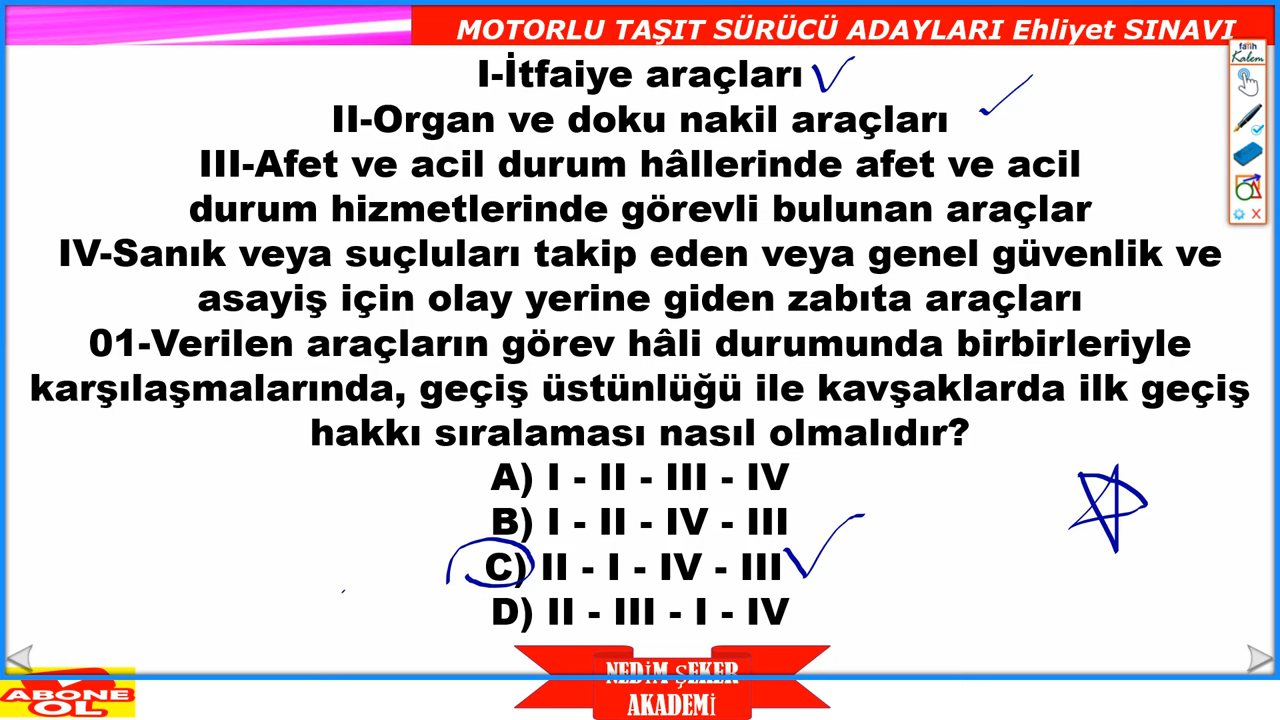 MOTORLU TAŞIT SÜRÜCÜ ADAYLARI Ehliyet SINAVI
fatih
Kalem
I-İtfaiye araçları
II-Organ ve doku nakil araçları
III-Afet ve acil durum hâllerinde afet ve acil
durum hizmetlerinde görevli bulunan araçlar
IV-Sanık veya suçluları takip eden veya genel güvenlik ve
asayiş için olay yerine giden zabıta araçları
01-Verilen araçların görev hâli durumunda birbirleriyle
karşılaşmalarında, geçiş üstünlüğü ile kavşaklarda ilk geçiş
hakkı sıralaması nasıl olmalıdır?
A) I - II - III - IV
B) I - II - IV - III
C) II - I - IV - III
D) II - III - I - IV
NEDİM ŞEKER
AKADEMİ
ABONE
OL